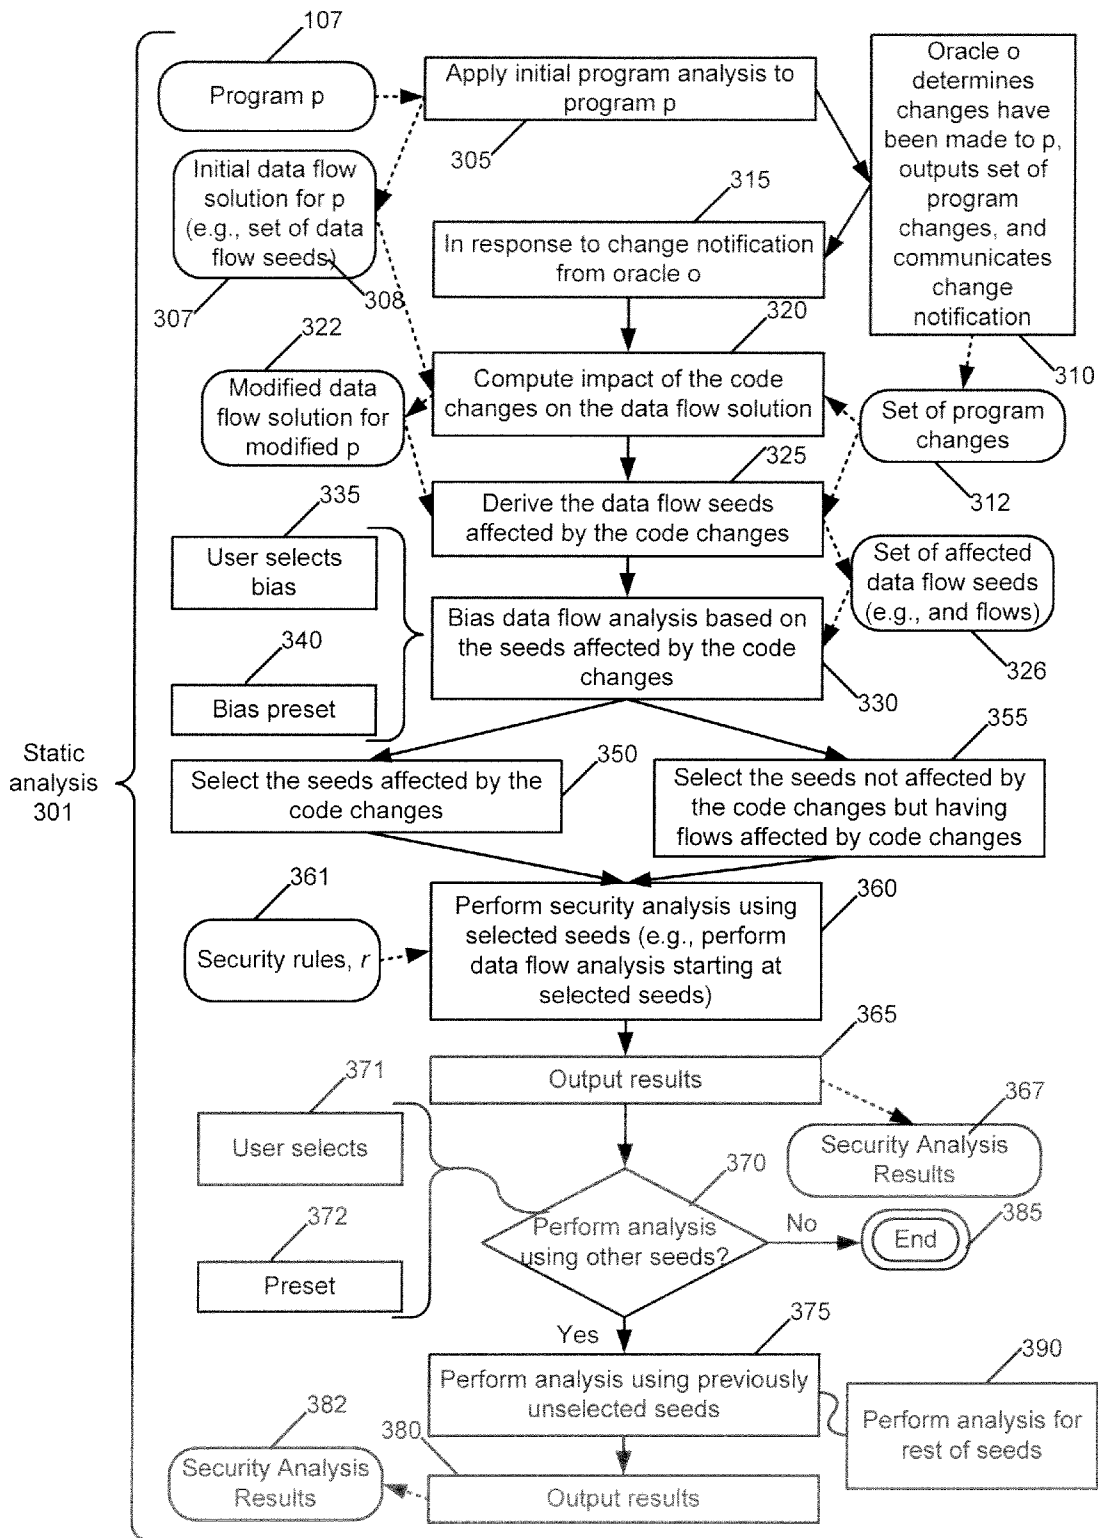 107
Program p
Apply initial program analysis to
program p
305
Oracle o
determines
changes have
been made to p,
outputs set of
program
changes, and
communicates
change
notification
310
Initial data flow
solution for p
(e.g., set of data
flow seeds)
307
308
315
In response to change notification
from oracle o
320
Compute impact of the code
changes on the data flow solution
322
Modified data
flow solution for
modified p
Set of program
changes
312
325
Derive the data flow seeds
affected by the code changes
335
User selects
bias
Set of affected
data flow seeds
(e.g., and flows)
326
Bias data flow analysis based on
the seeds affected by the code
changes
330
340
Bias preset
Static
analysis
301
350
Select the seeds affected by the
code changes
355
Select the seeds not affected by
the code changes but having
flows affected by code changes
361
Security rules, r
360
Perform security analysis using
selected seeds (e.g., perform
data flow analysis starting at
selected seeds)
365
Output results
367
Security Analysis
Results
371
User selects
372
Preset
370
Perform analysis
using other seeds?
No
End
385
Yes
375
Perform analysis using previously
unselected seeds
390
Perform analysis for
rest of seeds
382
Security Analysis
Results
380
Output results